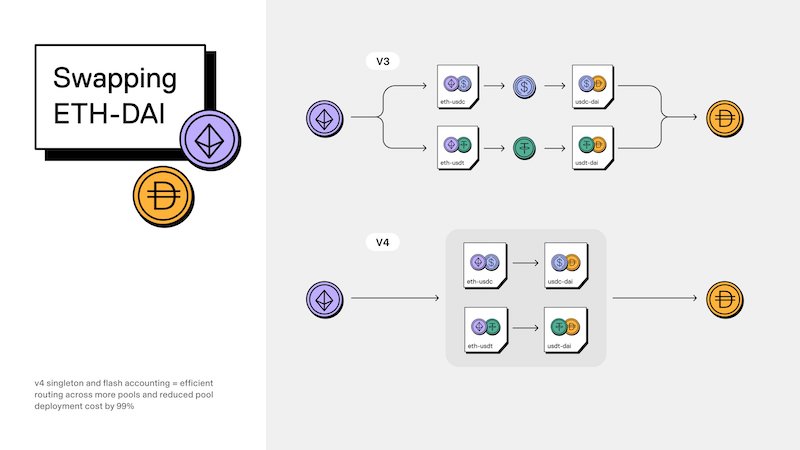 Swapping
ETH-DAI
v4 singleton and flash accounting = efficient
routing across more pools and reduced pool
deployment cost by 99%
V3
eth-usdc
usdc-dai
eth-usdt
usdt-dai
V4
eth-usdc
usdc-dai
eth-usdt
usdt-dai